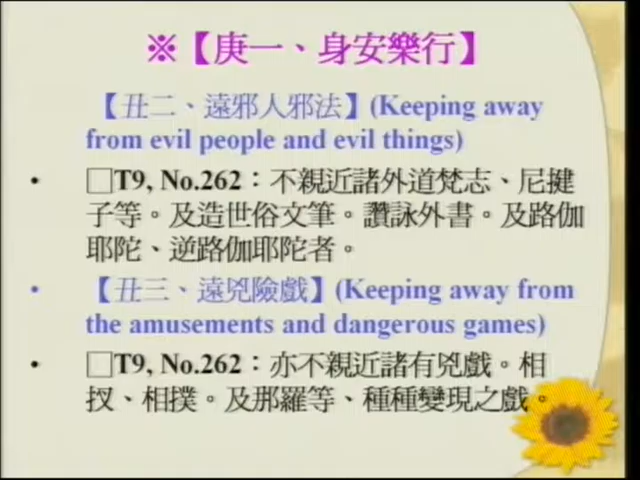 ※【庚一、身安樂行】
【丑二、遠邪人邪法】(Keeping away
from evil people and evil things)
• □T9, No.262：不親近諸外道梵志、尼揵
子等。及造世俗文筆。讚詠外書。及路伽
耶陀、逆路伽耶陀者。
• 【丑三、遠兇險戲】(Keeping away from
the amusements and dangerous games)
• □T9, No.262：亦不親近諸有兇戲。相
扠、相撲。及那羅等、種種變現之戲。